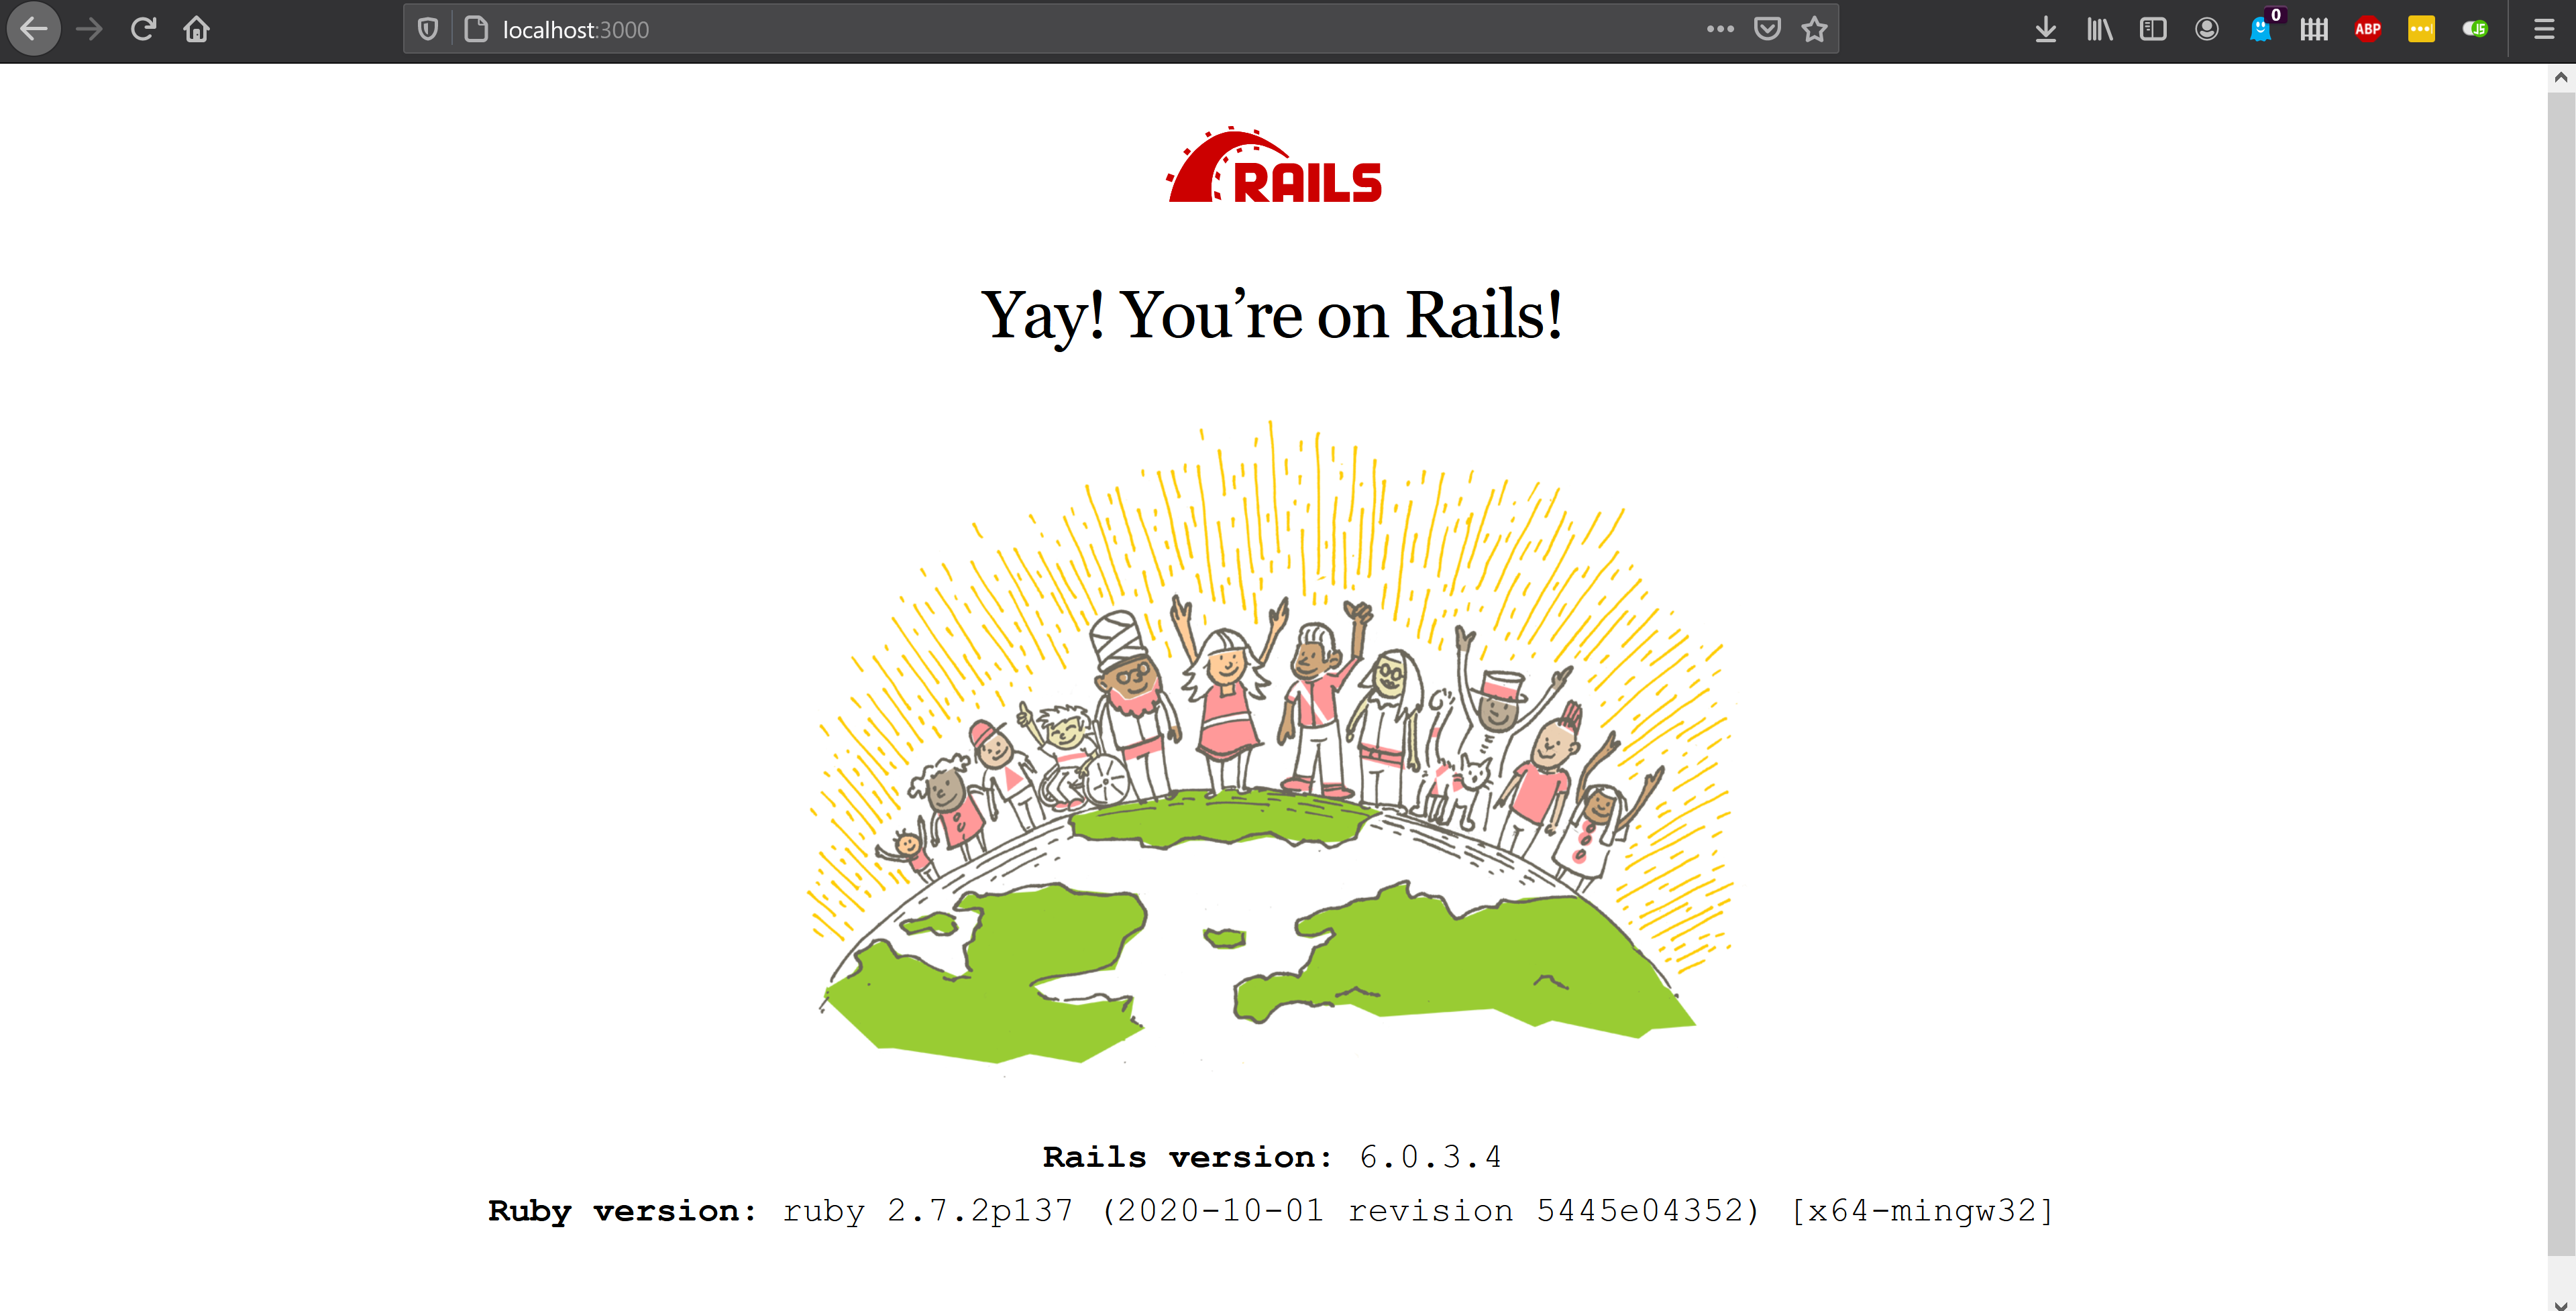 localhost:3000
0
ABP
JS
RAILS
Yay! You’re on Rails!
Rails version: 6.0.3.4
Ruby version: ruby 2.7.2p137 (2020-10-01 revision 5445e04352) [x64-mingw32]